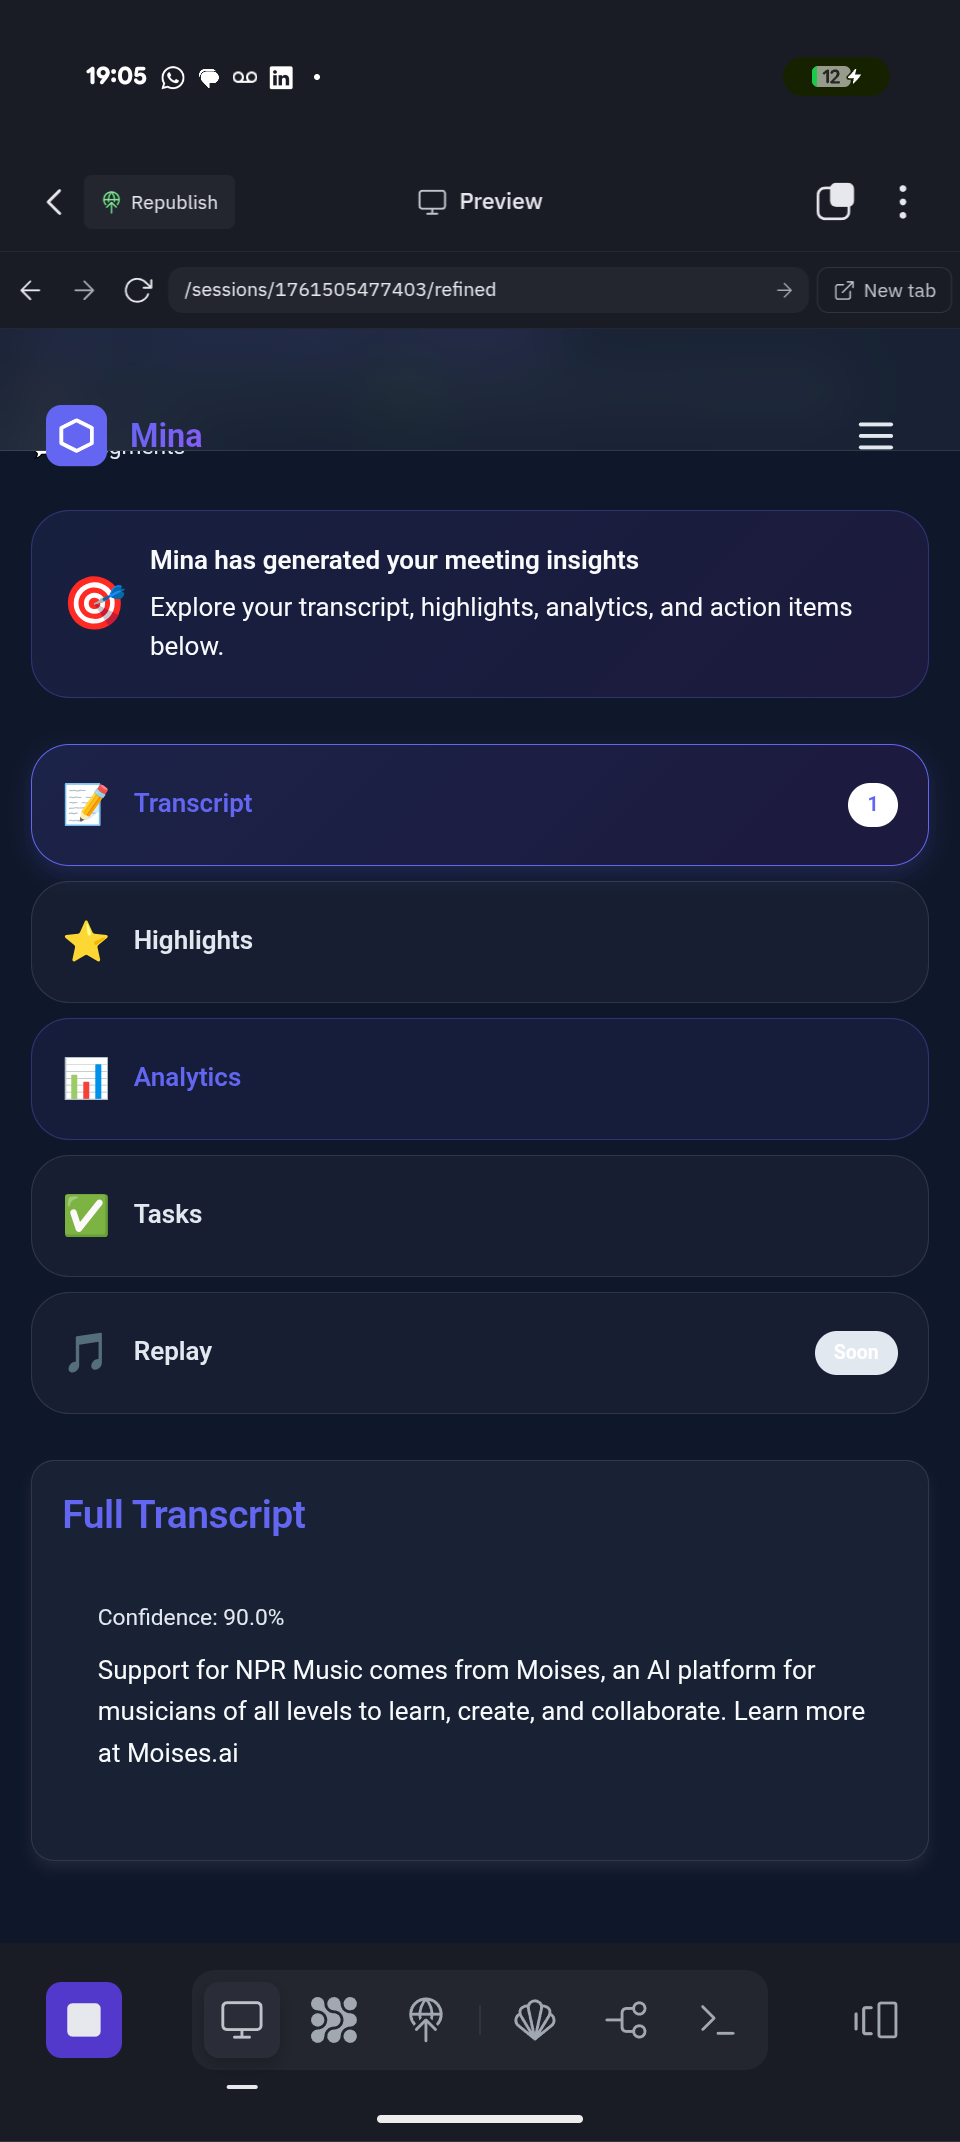 19:05
12
Republish
Preview
/sessions/1761505477403/refined
New tab
Mina
Mina has generated your meeting insights
Explore your transcript, highlights, analytics, and action items
below.
Transcript
1
Highlights
Analytics
Tasks
Replay
Soon
Full Transcript
Confidence: 90.0%
Support for NPR Music comes from Moises, an AI platform for
musicians of all levels to learn, create, and collaborate. Learn more
at Moises.ai